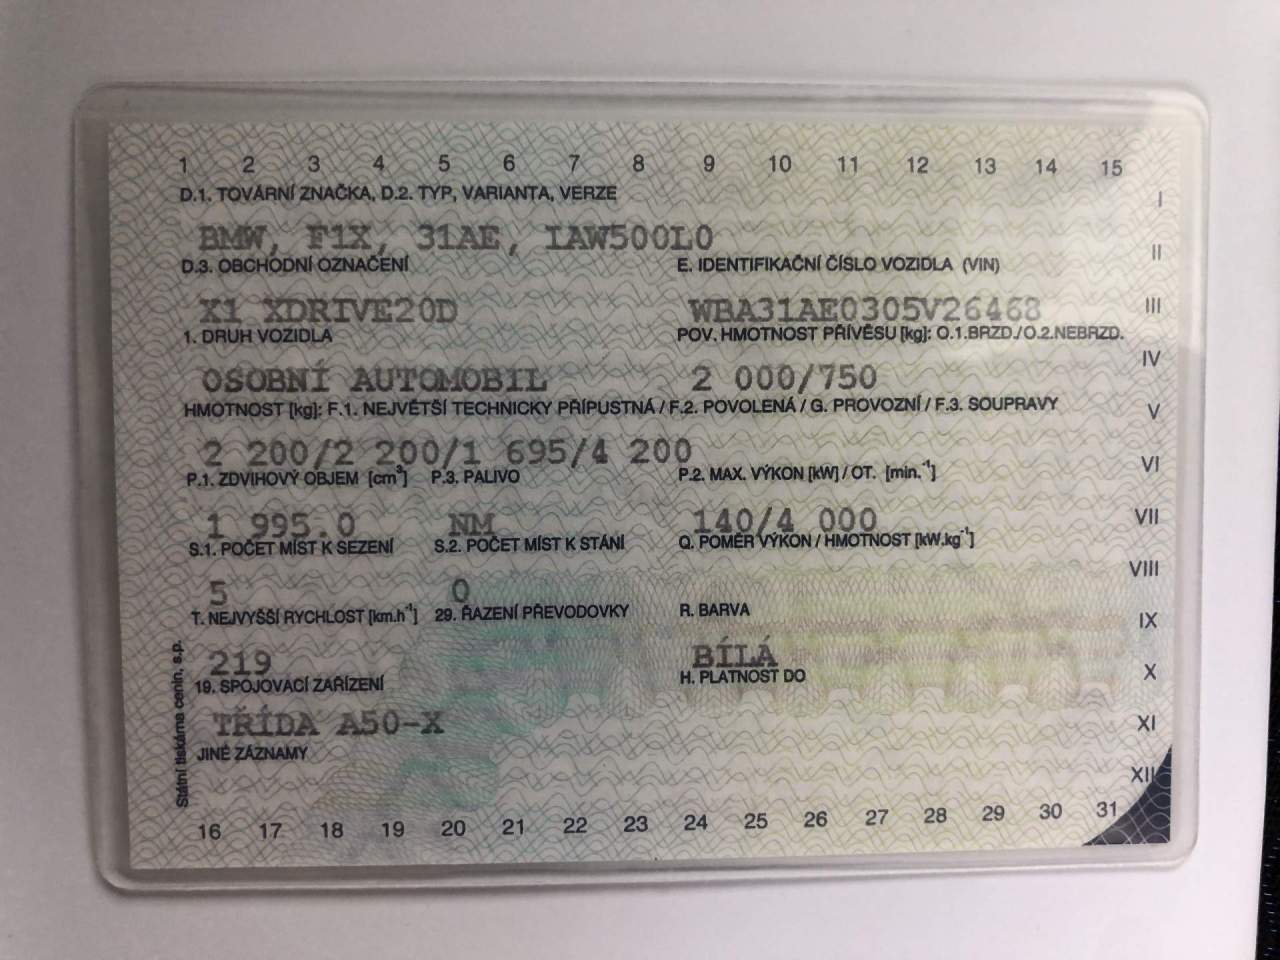 1 2 3 4 5 6 7 8 9 10 11 12 13 14 15
D.1. TOVÁRNÍ ZNAČKA, D.2. TYP, VARIANTA, VERZE
I
BMW, F1X, 31AE, IAW500L0
II
D.3. OBCHODNÍ OZNAČENÍ E. IDENTIFIKAČNÍ ČÍSLO VOZIDLA (VIN)
X1 XDRIVE20D WBA31AE0305V26468
III
1. DRUH VOZIDLA POV. HMOTNOST PŘÍVĚSU [kg]: O.1.BRZD./O.2.NEBRZD.
IV
OSOBNÍ AUTOMOBIL 2 000/750
HMOTNOST [kg]: F.1. NEJVĚTŠÍ TECHNICKY PŘÍPUSTNÁ / F.2. POVOLENÁ / G. PROVOZNÍ / F.3. SOUPRAVY
V
2 200/2 200/1 695/4 200
VI
P.1. ZDVIHOVÝ OBJEM [cm³] P.3. PALIVO P.2. MAX. VÝKON [kW] / OT. [min.⁻¹]
1 995.0 NM 140/4 000
VII
S.1. POČET MÍST K SEZENÍ S.2. POČET MÍST K STÁNÍ Q. POMĚR VÝKON / HMOTNOST [kW.kg⁻¹]
VIII
5 0
T. NEJVYŠŠÍ RYCHLOST [km.h⁻¹] 29. ŘAZENÍ PŘEVODOVKY R. BARVA
IX
219 BÍLÁ
X
19. SPOJOVACÍ ZAŘÍZENÍ H. PLATNOST DO
TŘÍDA A50-X
XI
JINÉ ZÁZNAMY
XII
16 17 18 19 20 21 22 23 24 25 26 27 28 29 30 31
Státní tiskárna cenin, s.p.